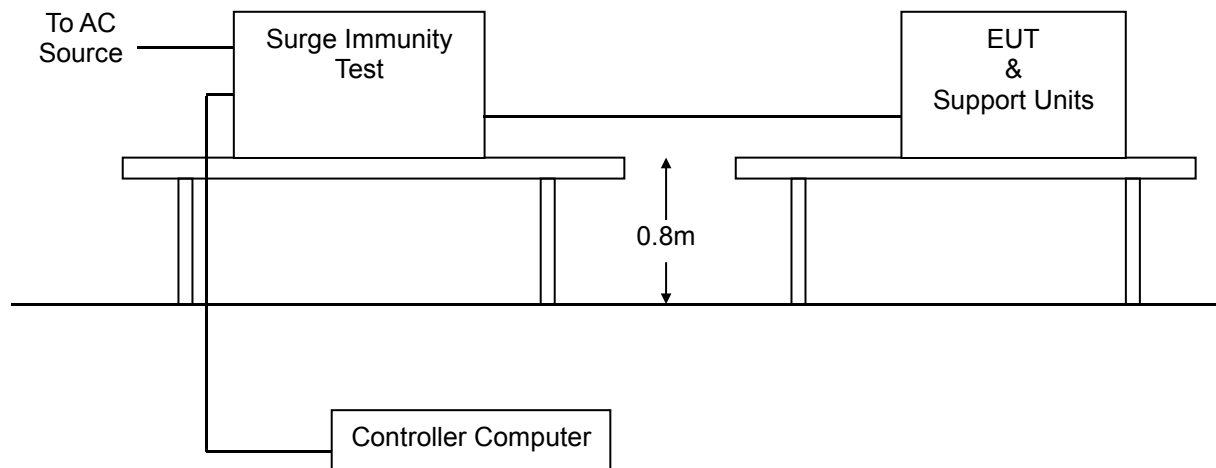 To AC
Source
Surge Immunity
Test
EUT
&
Support Units
0.8m
Controller Computer